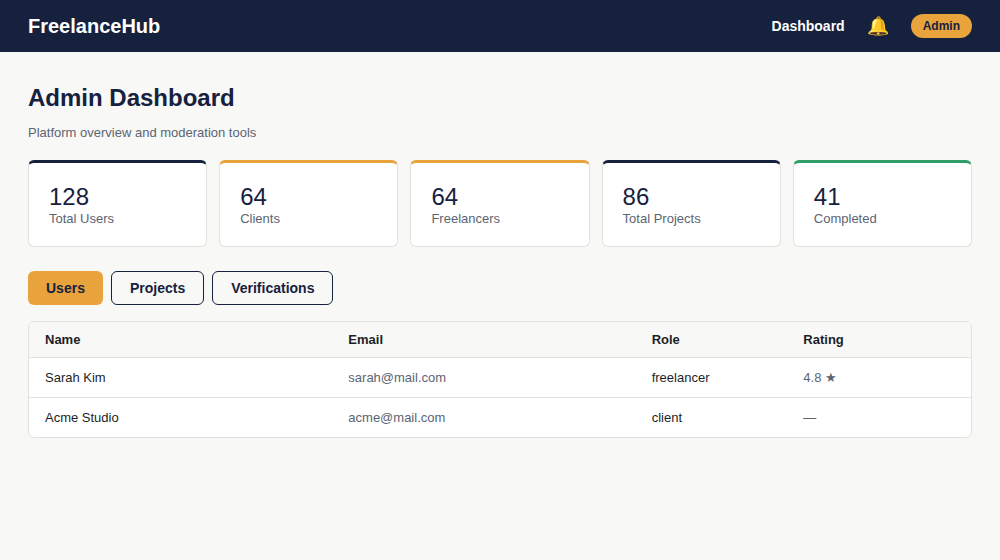 FreelanceHub Dashboard 🔔 Admin
Admin Dashboard
Platform overview and moderation tools
128 64 64 86 41
Total Users Clients Freelancers Total Projects Completed
Users Projects Verifications
Name Email Role Rating
Sarah Kim sarah@mail.com freelancer 4.8 ★
Acme Studio acme@mail.com client —